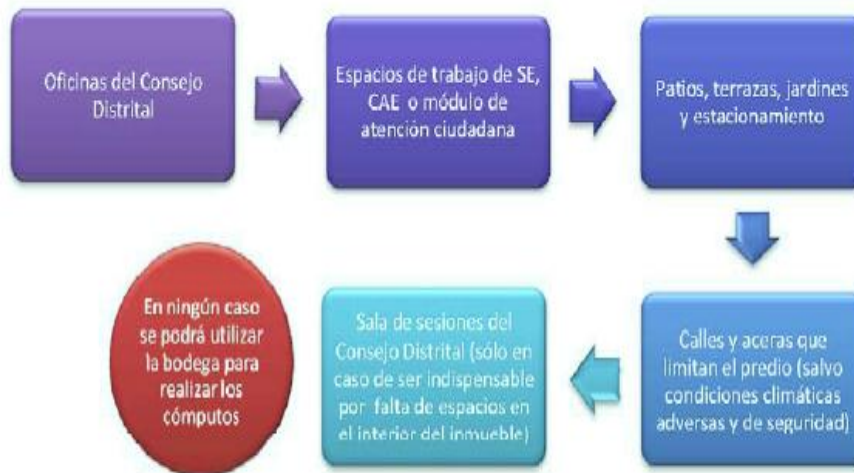 Oficinas del Consejo
Distrital
Espacios de trabajo de SE,
CAE o módulo de
atención ciudadana
Patios, terrazas, jardines
y estacionamiento
Calles y aceras que
limitan el predio (salvo
condiciones climáticas
adversas y de seguridad)
Sala de sesiones del
Consejo Distrital (sólo en
caso de ser indispensable
por falta de espacios en
el interior del inmueble)
En ningún caso
se podrá utilizar
la bodega para
realizar los
cómputos